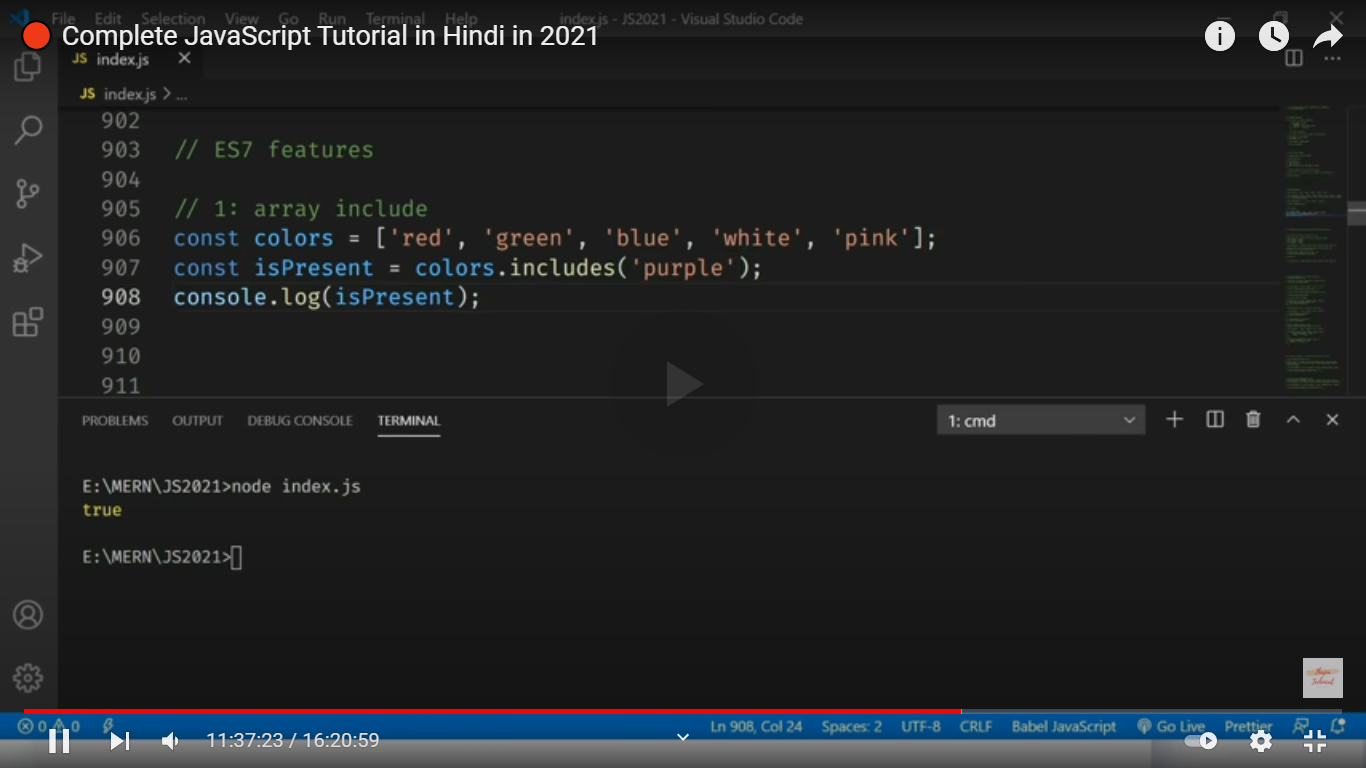 File Edit Selection View Go Run Terminal Help index.js - JS2021 - Visual Studio Code
Complete JavaScript Tutorial in Hindi in 2021
JS index.js
JS index.js > ...
902
903 // ES7 features
904
905 // 1: array include
906 const colors = ['red', 'green', 'blue', 'white', 'pink'];
907 const isPresent = colors.includes('purple');
908 console.log(isPresent);
909
910
911
PROBLEMS OUTPUT DEBUG CONSOLE TERMINAL 1: cmd
E:\MERN\JS2021>node index.js
true
E:\MERN\JS2021>
Thapa
Technical
0 0 Ln 908, Col 24 Spaces: 2 UTF-8 CRLF Babel JavaScript Go Live Prettier
11:37:23 / 16:20:59